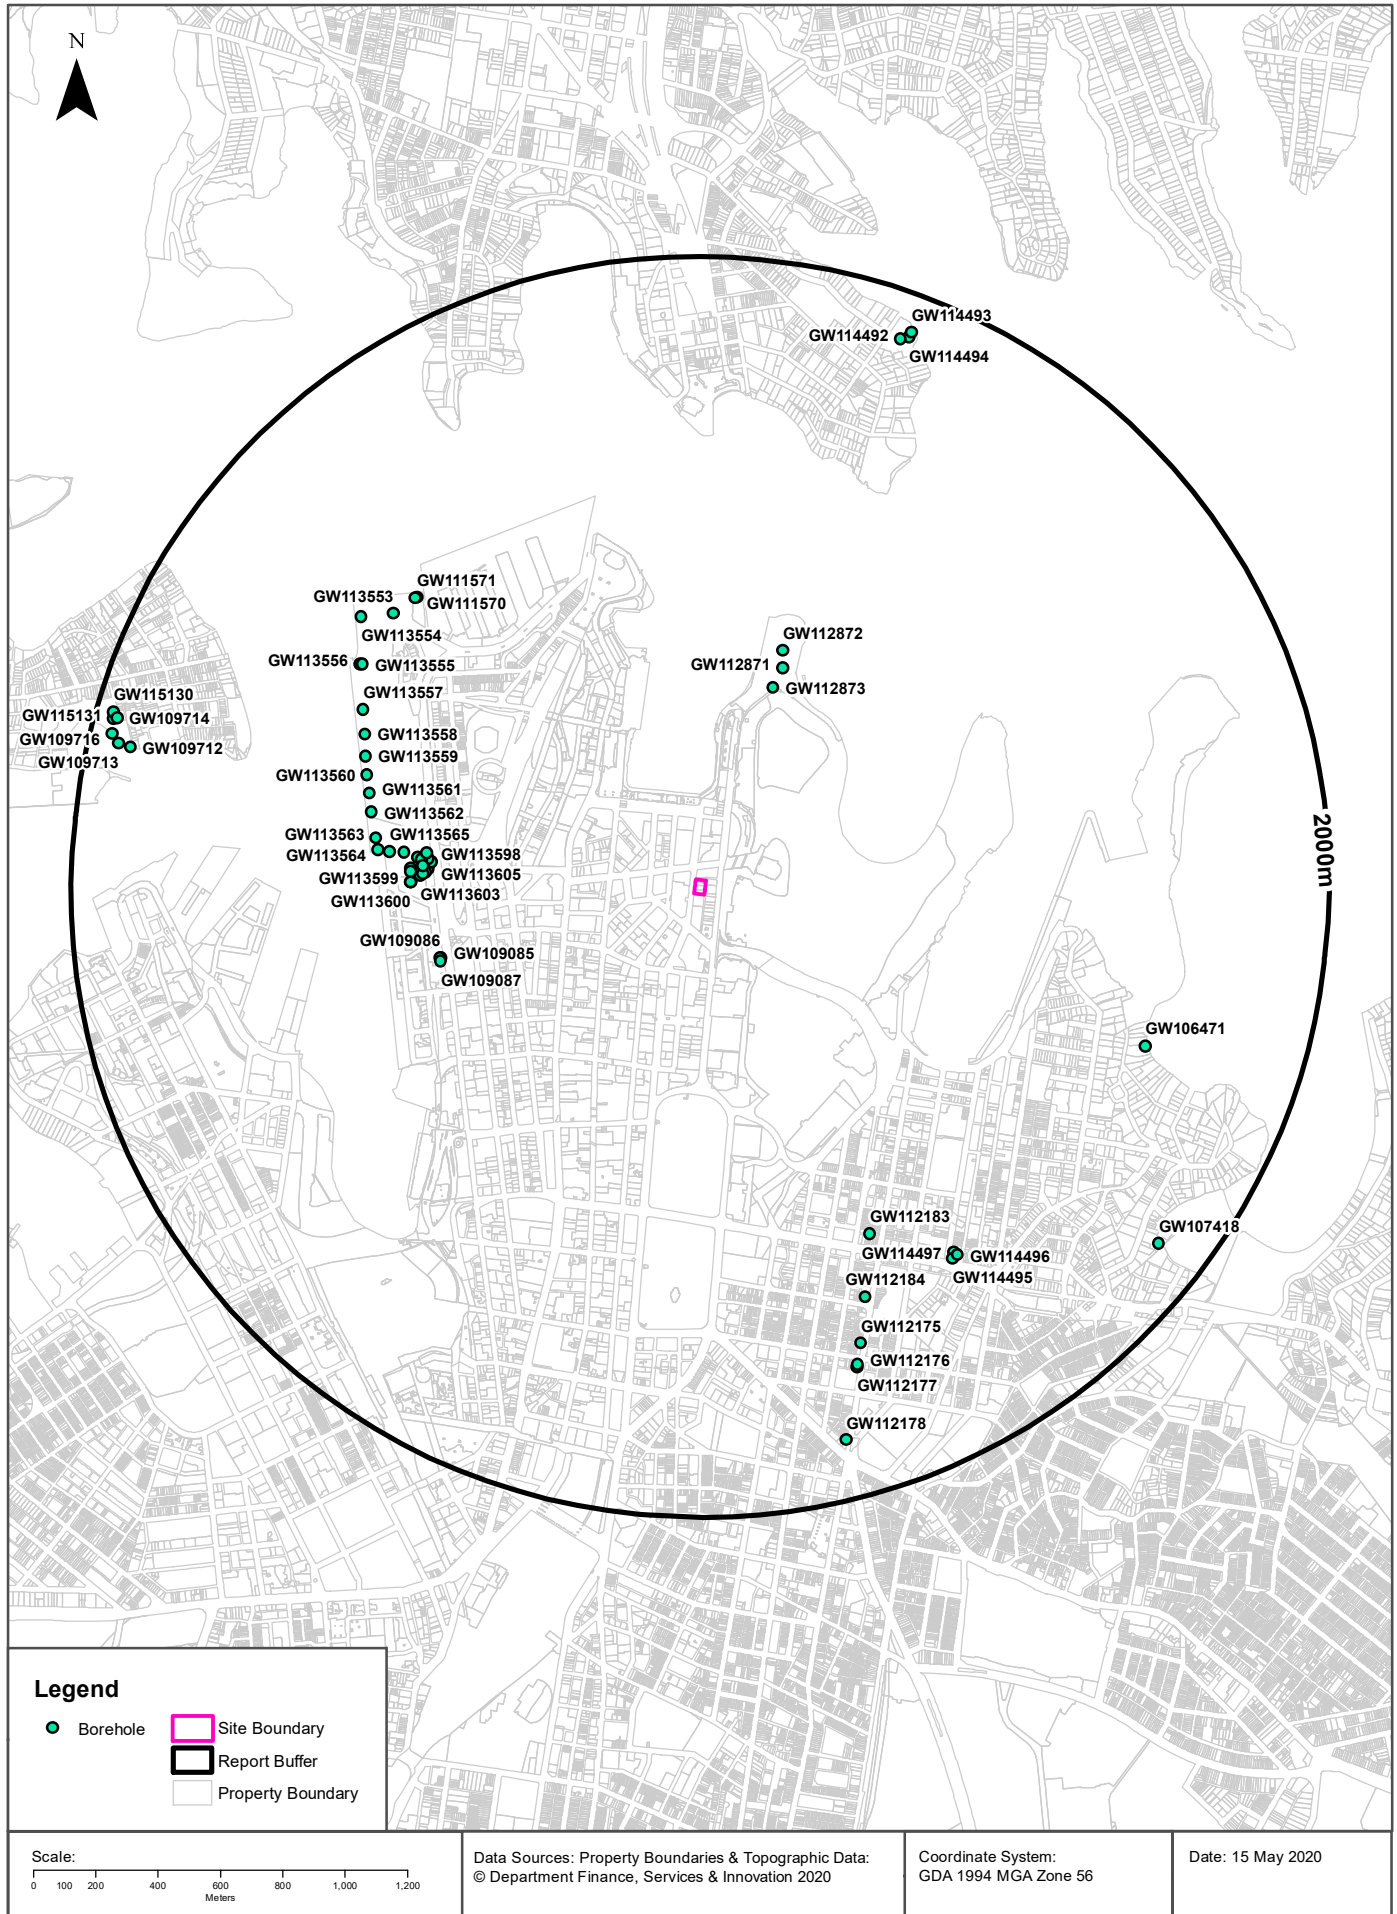 N
GW114493
GW114492
GW114494
GW111571
GW113553
GW111570
GW113554
GW112872
GW113556
GW113555
GW112871
GW112873
GW113557
GW115130
GW115131
GW109714
GW109716
GW113558
GW109712
GW109713
GW113559
GW113560
GW113561
GW113562
2000m
GW113563
GW113565
GW113564
GW113598
GW113599
GW113605
GW113600
GW113603
GW109086
GW109085
GW109087
GW106471
GW112183
GW107418
GW114497
GW114496
GW112184
GW114495
GW112175
GW112176
GW112177
GW112178
Legend
Borehole
Site Boundary
Report Buffer
Property Boundary
Scale:
0 100 200 400 600 800 1,000 1,200
Meters
Data Sources: Property Boundaries & Topographic Data:
© Department Finance, Services & Innovation 2020
Coordinate System:
GDA 1994 MGA Zone 56
Date: 15 May 2020